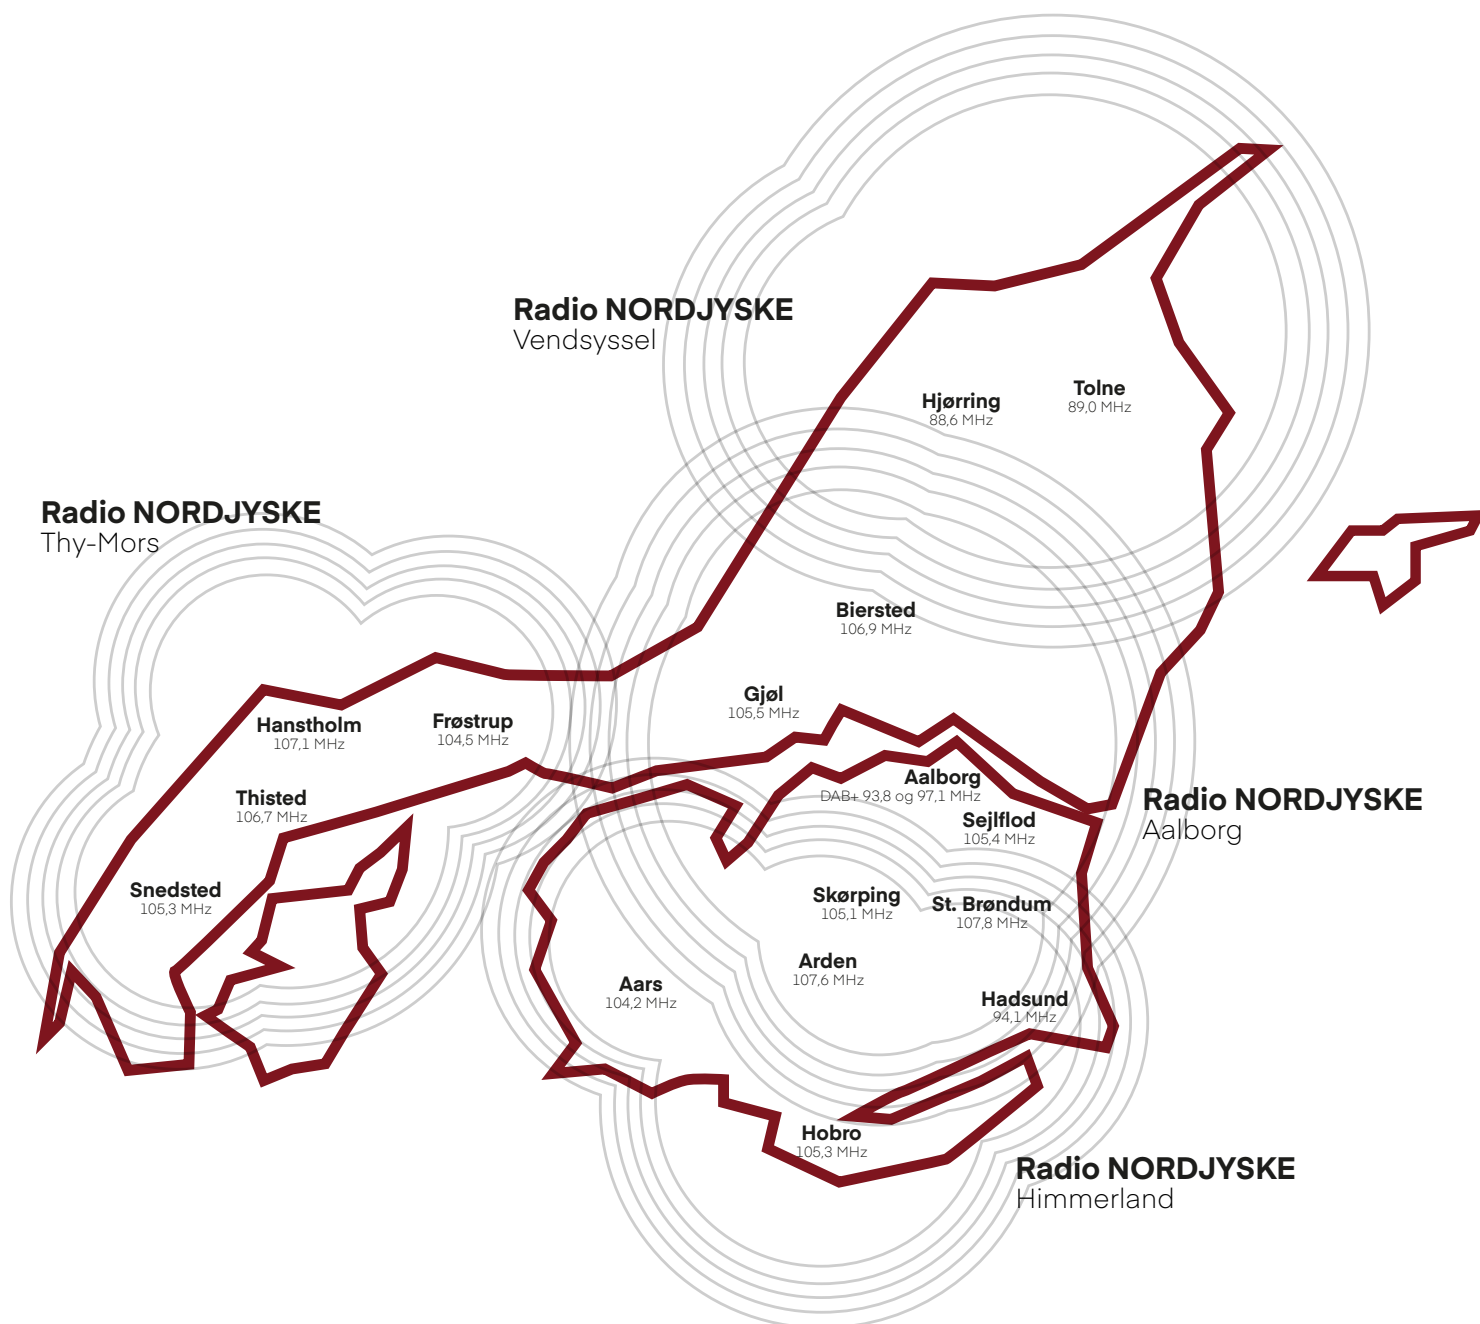 Radio NORDJYSKE
Vendsyssel
Hjørring
88,6 MHz
Tolne
89,0 MHz
Radio NORDJYSKE
Thy-Mors
Biersted
106,9 MHz
Gjøl
105,5 MHz
Hanstholm
107,1 MHz
Frøstrup
104,5 MHz
Thisted
106,7 MHz
Snedsted
105,3 MHz
Aalborg
DAB+ 93,8 og 97,1 MHz
Sejlflod
105,4 MHz
Radio NORDJYSKE
Aalborg
Skørping
105,1 MHz
St. Brøndum
107,8 MHz
Arden
107,6 MHz
Aars
104,2 MHz
Hadsund
94,1 MHz
Hobro
105,3 MHz
Radio NORDJYSKE
Himmerland